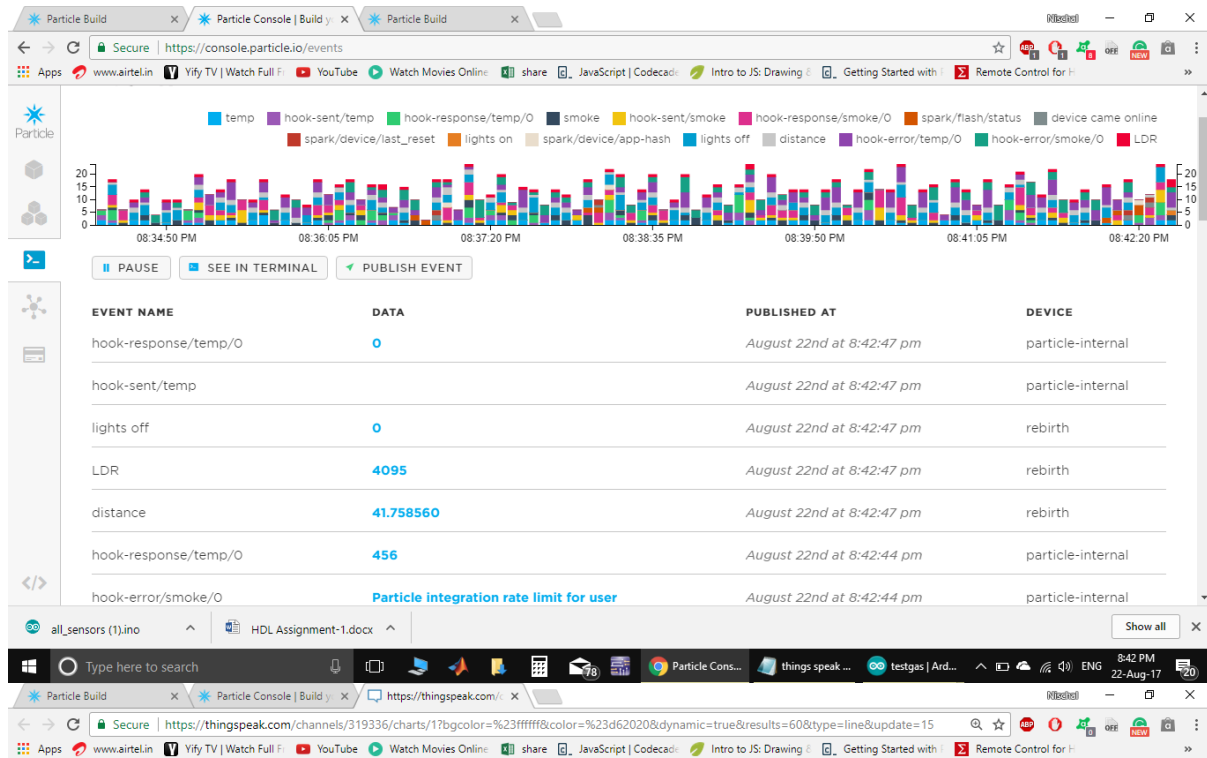 Particle Build Particle Console | Build y Particle Build Nischal
Secure | https://console.particle.io/events
Apps www.airtel.in Yify TV | Watch Full F YouTube Watch Movies Online share JavaScript | Codecade Intro to JS: Drawing & Getting Started with Remote Control for H »
Particle
temp hook-sent/temp hook-response/temp/0 smoke hook-sent/smoke hook-response/smoke/0 spark/flash/status device came online
spark/device/last_reset lights on spark/device/app-hash lights off distance hook-error/temp/0 hook-error/smoke/0 LDR
20 20
15 15
10 10
5 5
0 0
08:34:50 PM 08:36:05 PM 08:37:20 PM 08:38:35 PM 08:39:50 PM 08:41:05 PM 08:42:20 PM
PAUSE SEE IN TERMINAL PUBLISH EVENT
EVENT NAME DATA PUBLISHED AT DEVICE
hook-response/temp/0 0 August 22nd at 8:42:47 pm particle-internal
hook-sent/temp August 22nd at 8:42:47 pm particle-internal
lights off 0 August 22nd at 8:42:47 pm rebirth
LDR 4095 August 22nd at 8:42:47 pm rebirth
distance 41.758560 August 22nd at 8:42:47 pm rebirth
hook-response/temp/0 456 August 22nd at 8:42:44 pm particle-internal
hook-error/smoke/0 Particle integration rate limit for user August 22nd at 8:42:44 pm particle-internal
</>
all_sensors (1).ino HDL Assignment-1.docx Show all
Type here to search 78 Particle Cons... things speak ... testgas | Ard... ENG 8:42 PM
22-Aug-17 20
Particle Build Particle Console | Build y https://thingspeak.com/c Nischal
Secure | https://thingspeak.com/channels/319336/charts/1?bgcolor=%23ffffff&color=%23d62020&dynamic=true&results=60&type=line&update=15
Apps www.airtel.in Yify TV | Watch Full F YouTube Watch Movies Online share JavaScript | Codecade Intro to JS: Drawing & Getting Started with Remote Control for H »